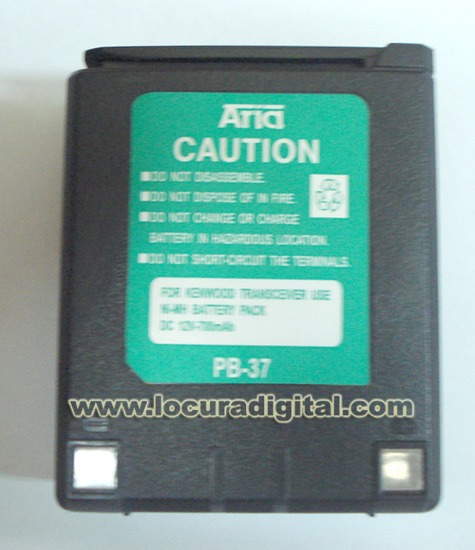 Aria
CAUTION
■DO NOT DISASSEMBLE.
■DO NOT DISPOSE OF IN FIRE.
■DO NOT CHANGE OR CHARGE
BATTERY IN HAZARDOUS LOCATION.
■DO NOT SHORT-CIRCUIT THE TERMINALS.
FOR KENWOOD TRANSCEIVER USE
NI-MH BATTERY PACK
DC 12V-700mAh
PB-37
www.locuradigital.com